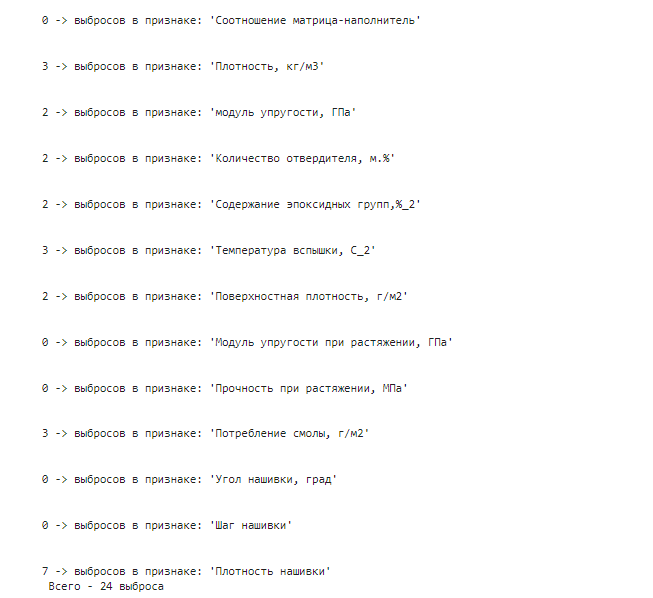 0 -> выбросов в признаке: 'Соотношение матрица-наполнитель'
3 -> выбросов в признаке: 'Плотность, кг/м3'
2 -> выбросов в признаке: 'модуль упругости, ГПа'
2 -> выбросов в признаке: 'Количество отвердителя, м.%'
2 -> выбросов в признаке: 'Содержание эпоксидных групп,%_2'
3 -> выбросов в признаке: 'Температура вспышки, С_2'
2 -> выбросов в признаке: 'Поверхностная плотность, г/м2'
0 -> выбросов в признаке: 'Модуль упругости при растяжении, ГПа'
0 -> выбросов в признаке: 'Прочность при растяжении, МПа'
3 -> выбросов в признаке: 'Потребление смолы, г/м2'
0 -> выбросов в признаке: 'Угол нашивки, град'
0 -> выбросов в признаке: 'Шаг нашивки'
7 -> выбросов в признаке: 'Плотность нашивки'
Всего - 24 выброса